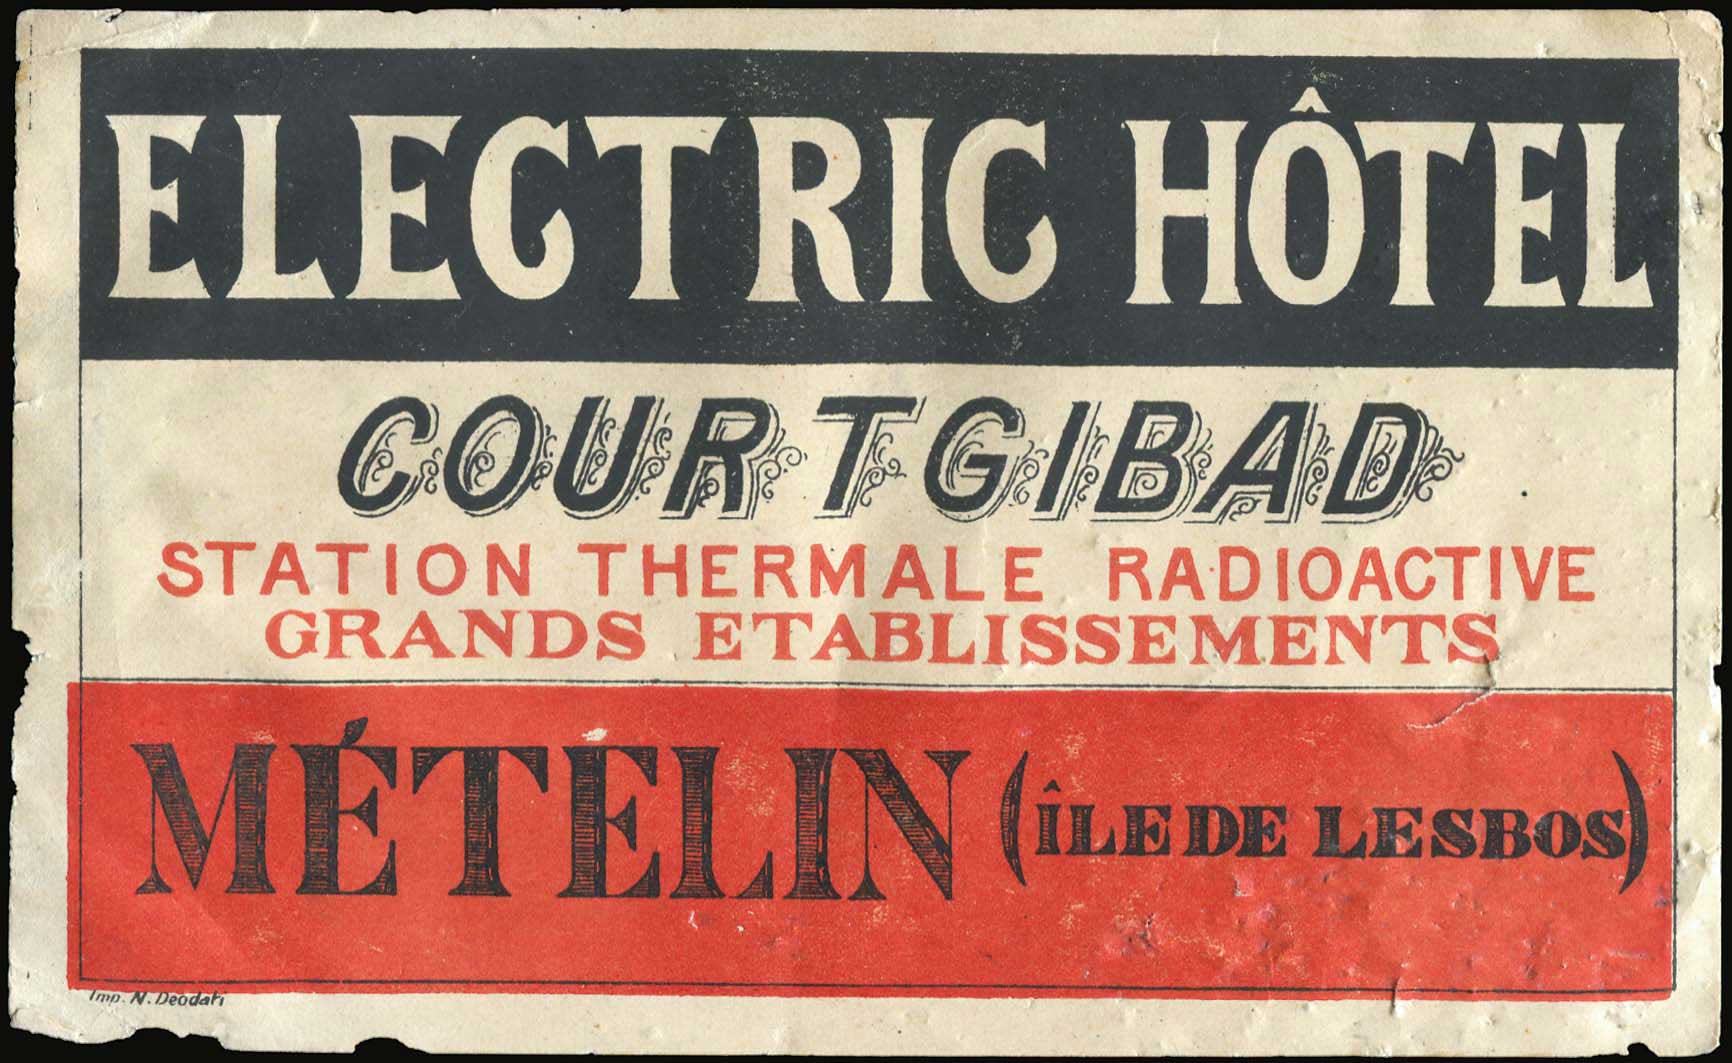 ELECTRIC HÔTEL
COURTGIBAD
STATION THERMALE RADIOACTIVE
GRANDS ETABLISSEMENTS
MÉTELIN (ÎLE DE LESBOS)
Imp. N. Deodati